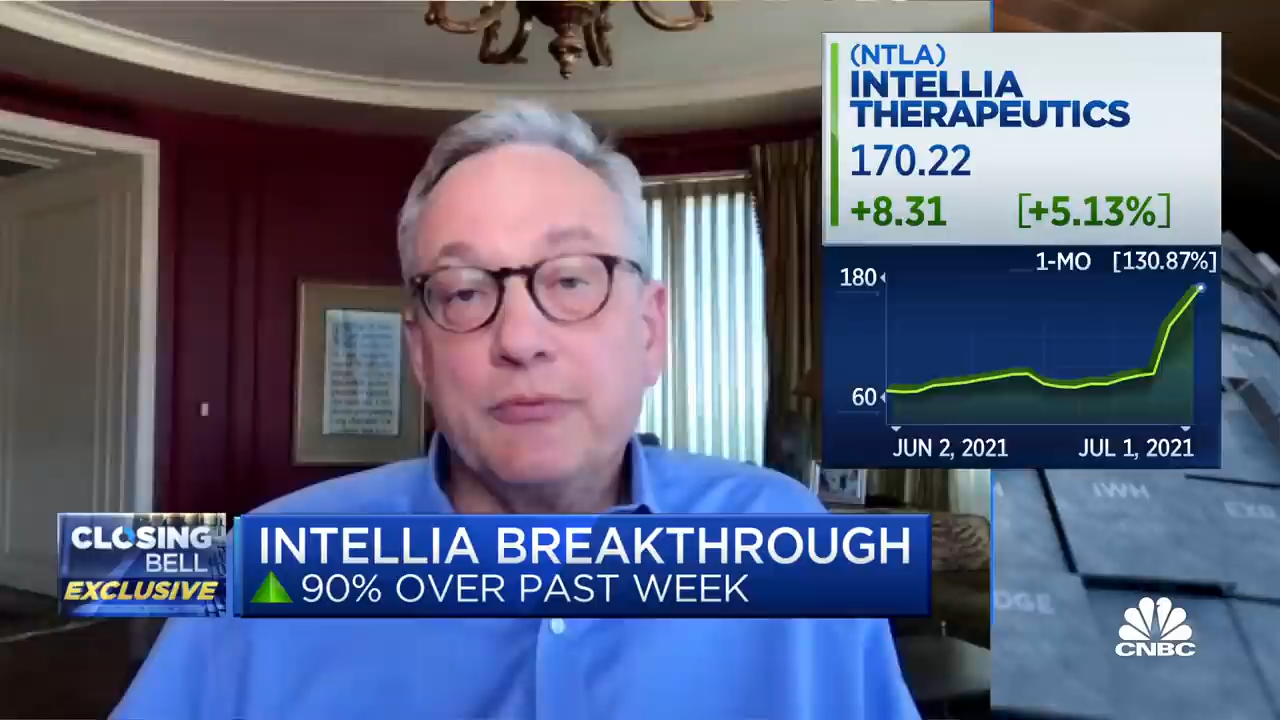 (NTLA)
INTELLIA
THERAPEUTICS
170.22
+8.31 [+5.13%]
1-MO [130.87%]
180
60
JUN 2, 2021 JUL 1, 2021
CLOSING
BELL
EXCLUSIVE
INTELLIA BREAKTHROUGH
90% OVER PAST WEEK
IWH
CNBC